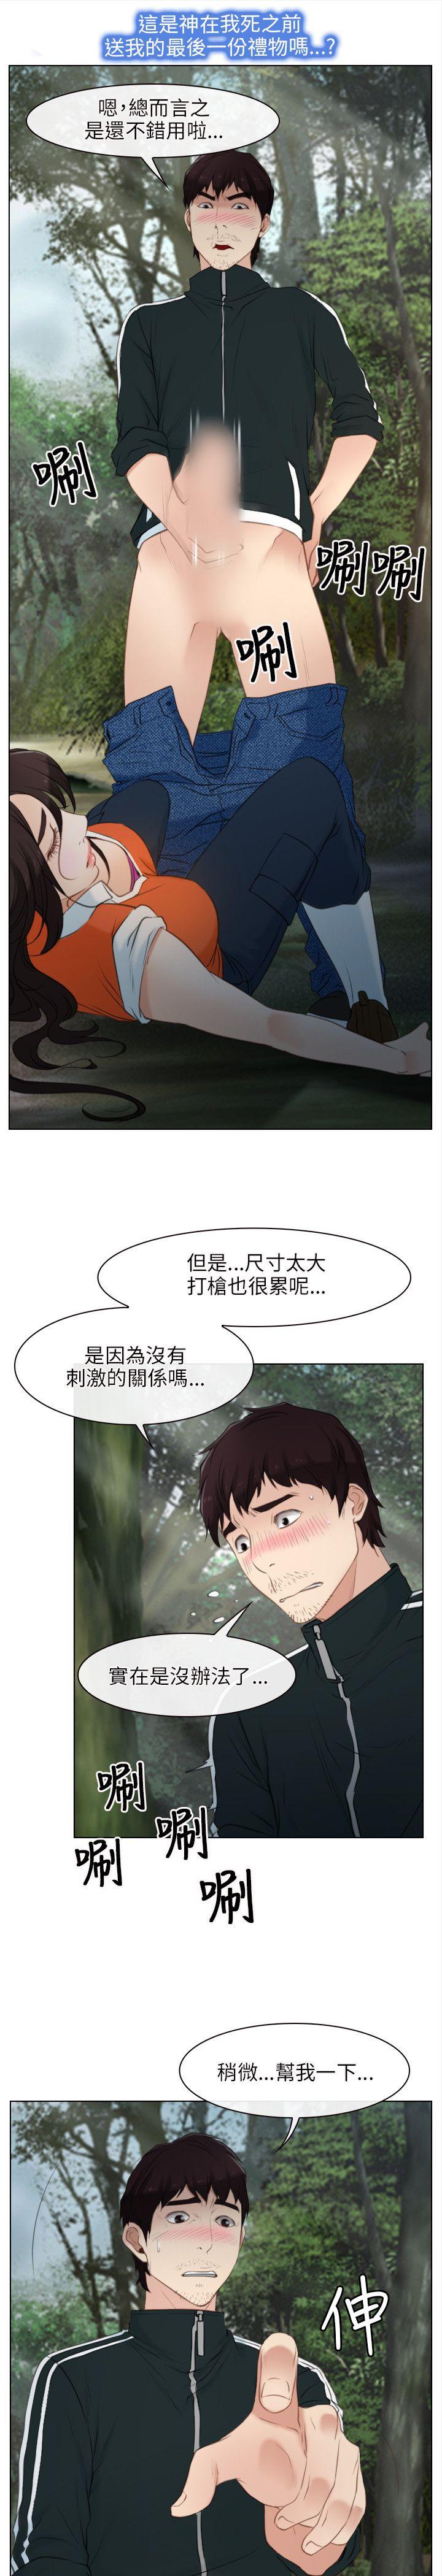 這是神在我死之前
送我的最後一份禮物嗎...?
嗯，總而言之
是還不錯用啦...
唰
唰唰
唰
但是...尺寸太大
打槍也很累呢...
是因為沒有
刺激的關係嗎...
實在是沒辦法了...
唰
唰
唰
唰
稍微...幫我一下...
伸